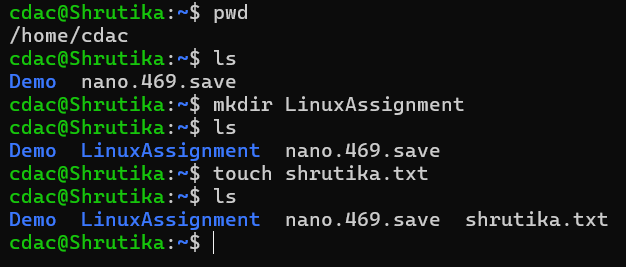 cdac@Shrutika:~$ pwd
/home/cdac
cdac@Shrutika:~$ ls
Demo  nano.469.save
cdac@Shrutika:~$ mkdir LinuxAssignment
cdac@Shrutika:~$ ls
Demo  LinuxAssignment  nano.469.save
cdac@Shrutika:~$ touch shrutika.txt
cdac@Shrutika:~$ ls
Demo  LinuxAssignment  nano.469.save  shrutika.txt
cdac@Shrutika:~$